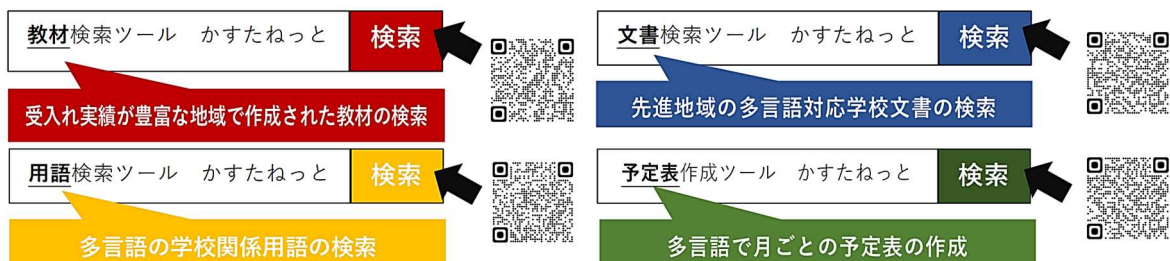 教材検索ツール　かすたねっと　検索
受入れ実績が豊富な地域で作成された教材の検索
文書検索ツール　かすたねっと　検索
先進地域の多言語対応学校文書の検索
用語検索ツール　かすたねっと　検索
多言語の学校関係用語の検索
予定表作成ツール　かすたねっと　検索
多言語で月ごとの予定表の作成